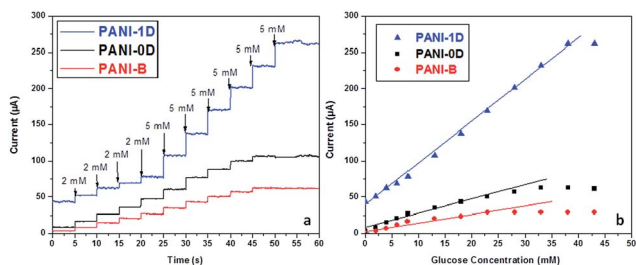 300
250
200
150
100
50
0
Current (µA)
PANI-1D
PANI-0D
PANI-B
2 mM
2 mM
2 mM
2 mM
5 mM
5 mM
5 mM
5 mM
5 mM
5 mM
a
0 5 10 15 20 25 30 35 40 45 50 55 60
Time (s)
300
250
200
150
100
50
0
Current (µA)
PANI-1D
PANI-0D
PANI-B
b
0 5 10 15 20 25 30 35 40 45 50
Glucose Concentration (mM)